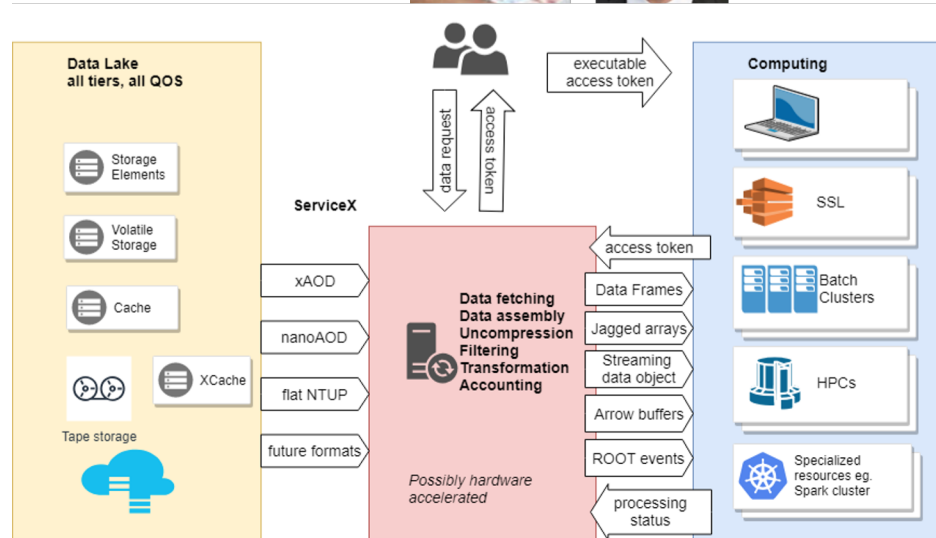 Data Lake
all tiers, all QOS
Storage
Elements
Volatile
Storage
Cache
XCache
Tape storage
ServiceX
xAOD
nanoAOD
flat NTUP
future formats
data request
access token
executable
access token
Data fetching
Data assembly
Uncompression
Filtering
Transformation
Accounting
Possibly hardware
accelerated
access token
Data Frames
Jagged arrays
Streaming
data object
Arrow buffers
ROOT events
processing
status
Computing
SSL
Batch
Clusters
HPCs
Specialized
resources eg.
Spark cluster